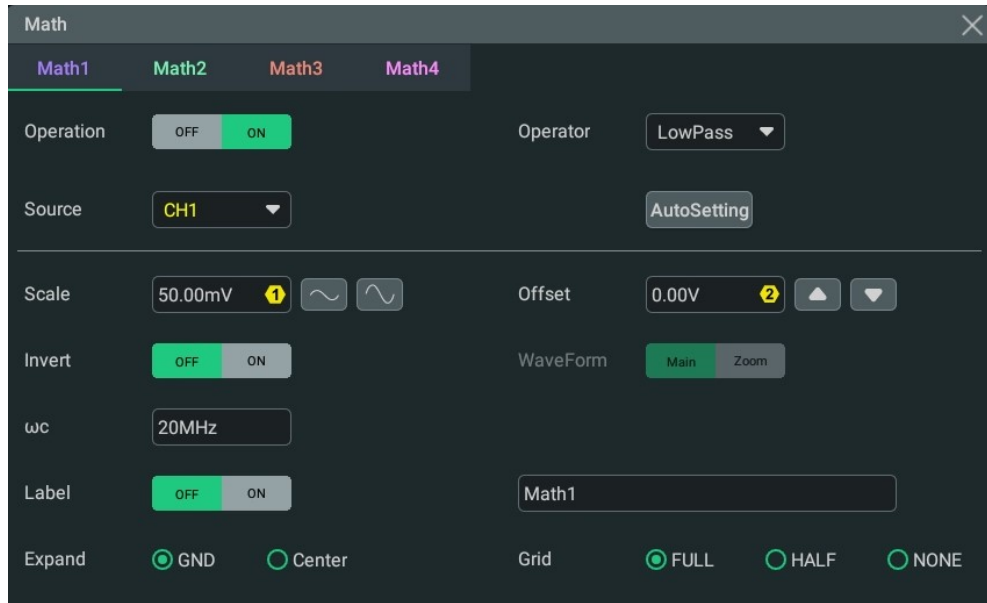 Math
Math1 Math2 Math3 Math4
Operation OFF ON Operator LowPass
Source CH1 AutoSetting
Scale 50.00mV 1 Offset 0.00V 2
Invert OFF ON WaveForm Main Zoom
ωc 20MHz
Label OFF ON Math1
Expand GND Center Grid FULL HALF NONE